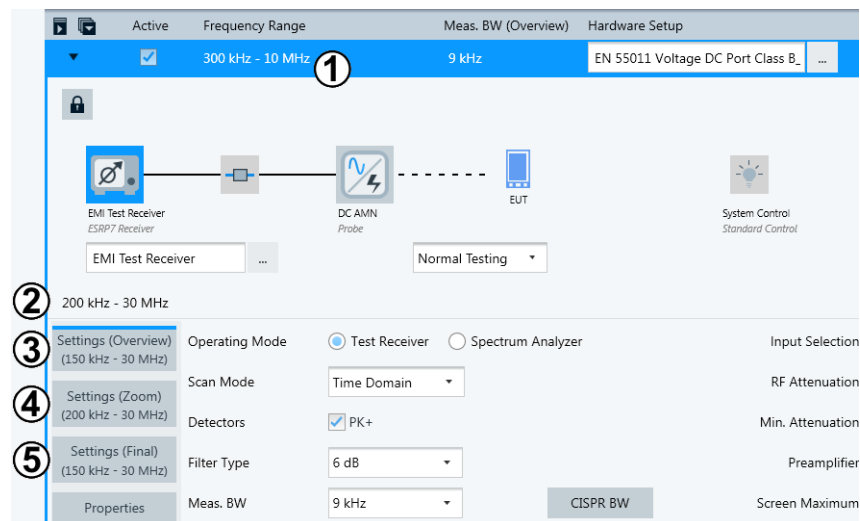 Active Frequency Range Meas. BW (Overview) Hardware Setup
300 kHz - 10 MHz 1 9 kHz EN 55011 Voltage DC Port Class B_ ...
EMI Test Receiver DC AMN EUT System Control
ESRP7 Receiver Probe Standard Control
EMI Test Receiver ... Normal Testing
2 200 kHz - 30 MHz
3 Settings (Overview) Operating Mode Test Receiver Spectrum Analyzer Input Selection
(150 kHz - 30 MHz)
Scan Mode Time Domain RF Attenuation
4 Settings (Zoom)
(200 kHz - 30 MHz) Detectors PK+ Min. Attenuation
5 Settings (Final) Filter Type 6 dB Preamplifier
(150 kHz - 30 MHz)
Properties Meas. BW 9 kHz CISPR BW Screen Maximum